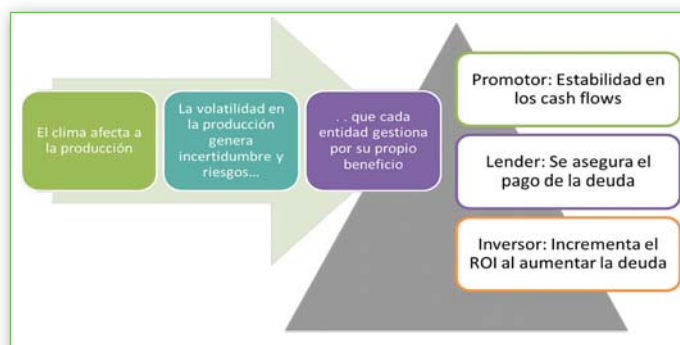 El clima afecta a
la producción
La volatilidad en
la producción
genera
incertidumbre y
riesgos...
. . que cada
entidad gestiona
por su propio
beneficio
Promotor: Estabilidad en
los cash flows
Lender: Se asegura el
pago de la deuda
Inversor: Incrementa el
ROI al aumentar la deuda